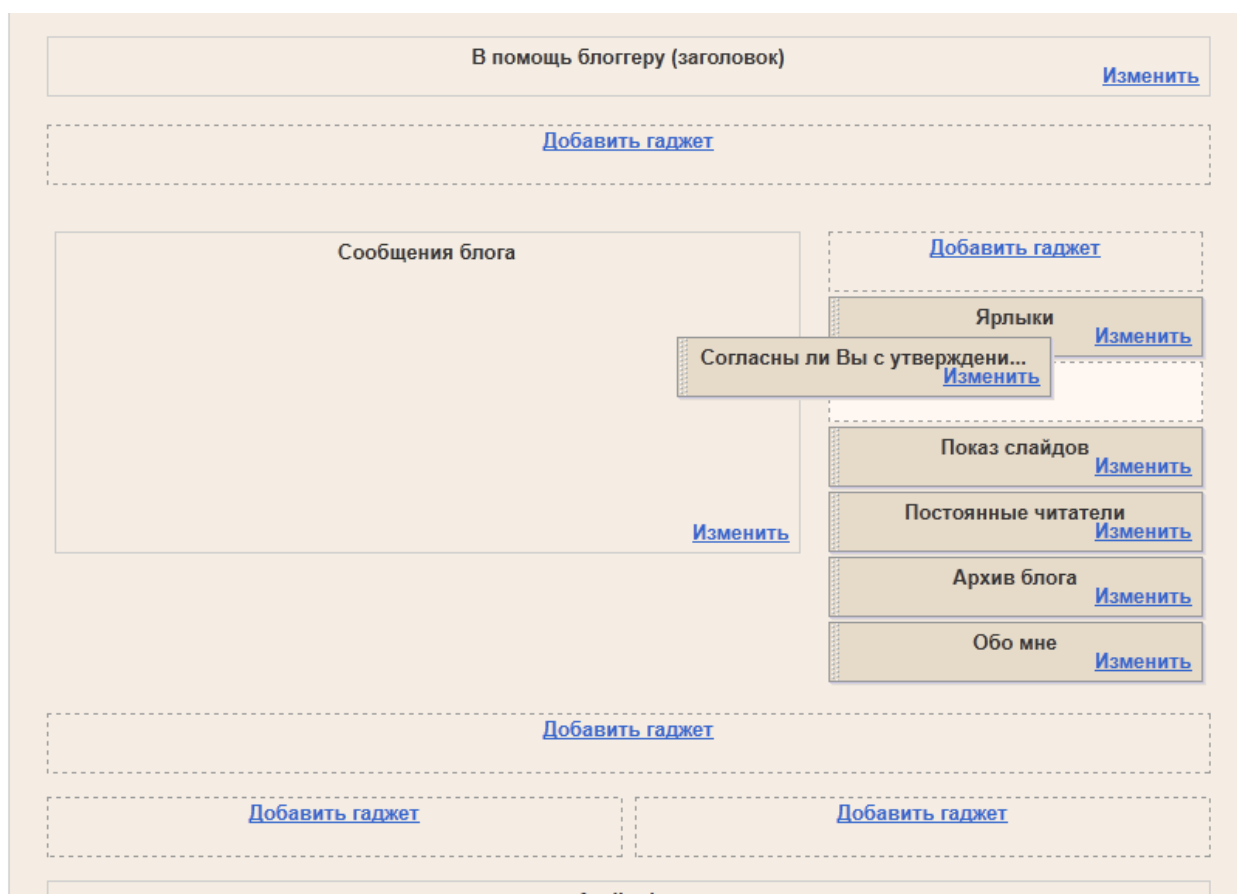 В помощь блоггеру (заголовок)
Изменить
Добавить гаджет
Сообщения блога
Изменить
Добавить гаджет
Ярлыки
Изменить
Согласны ли Вы с утверждени...
Изменить
Показ слайдов
Изменить
Постоянные читатели
Изменить
Архив блога
Изменить
Обо мне
Изменить
Добавить гаджет
Добавить гаджет
Добавить гаджет